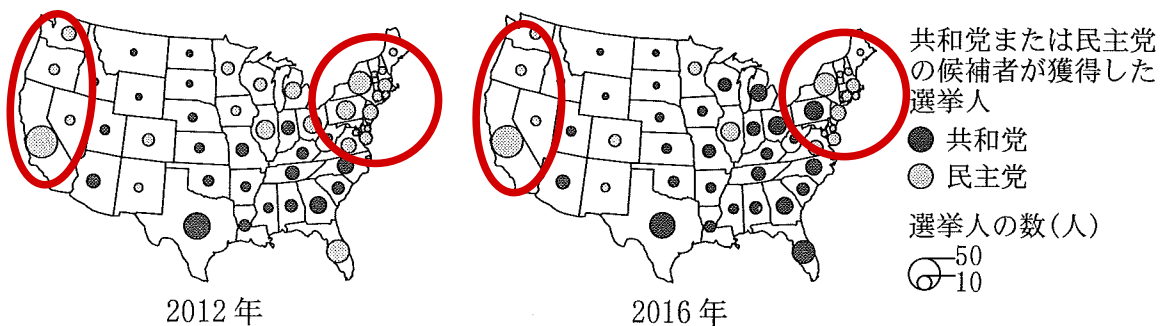 共和党または民主党
の候補者が獲得した
選挙人
共和党
民主党
選挙人の数(人)
50
10
2012年
2016年